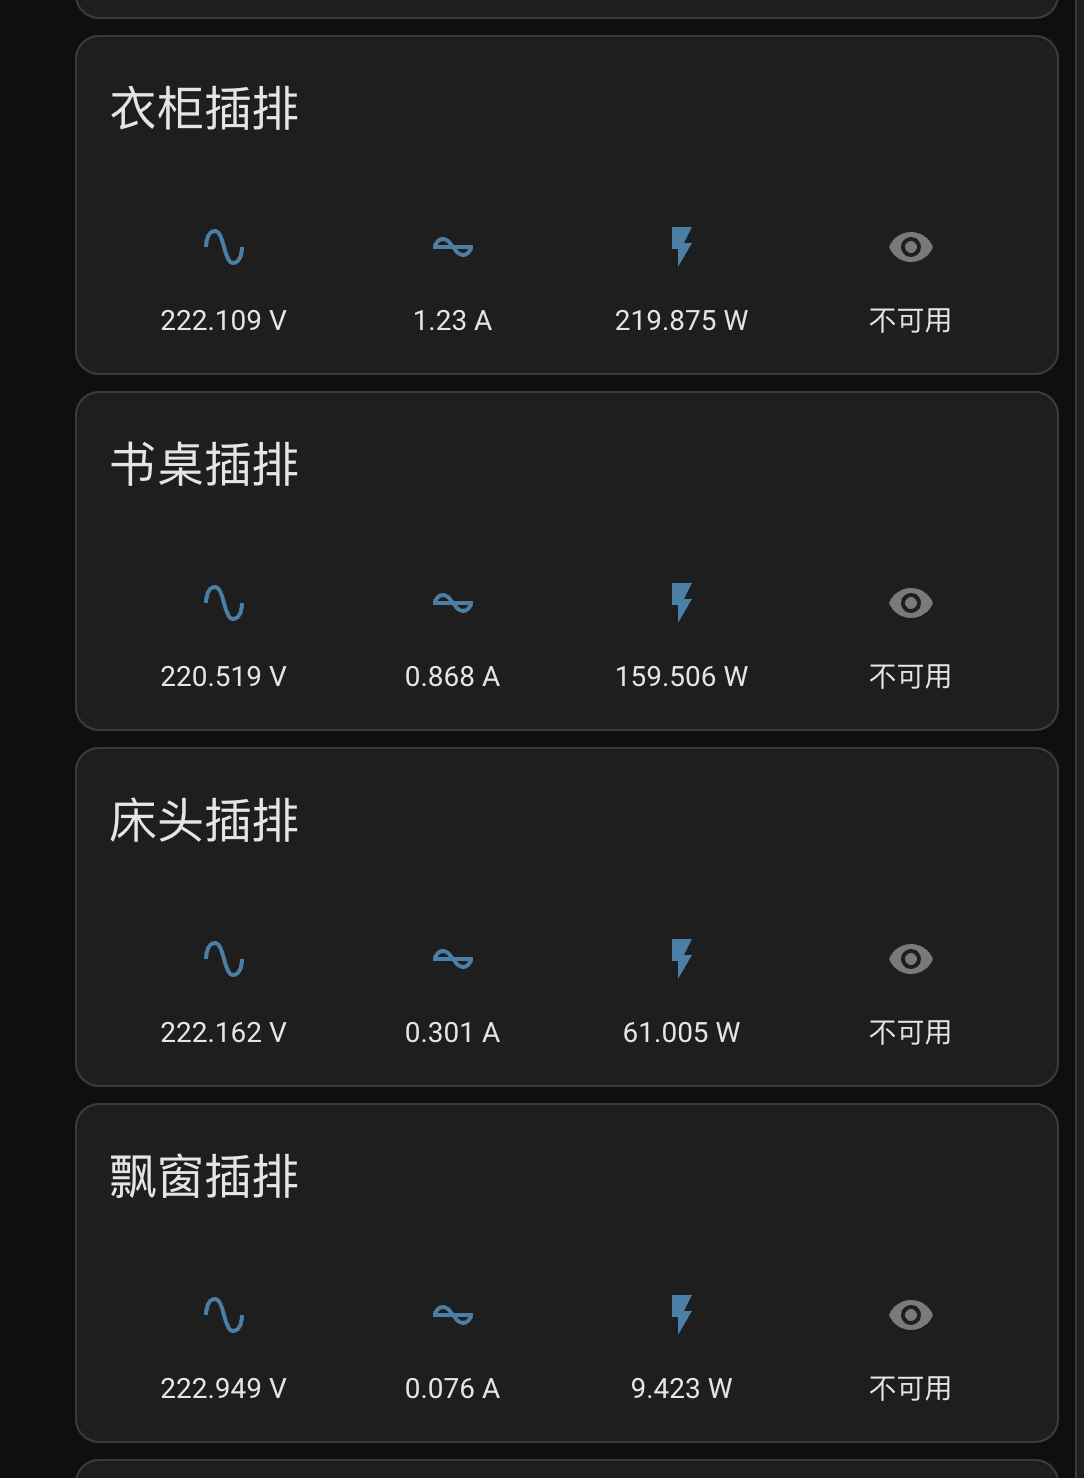 衣柜插排
222.109 V 1.23 A 219.875 W 不可用
书桌插排
220.519 V 0.868 A 159.506 W 不可用
床头插排
222.162 V 0.301 A 61.005 W 不可用
飘窗插排
222.949 V 0.076 A 9.423 W 不可用